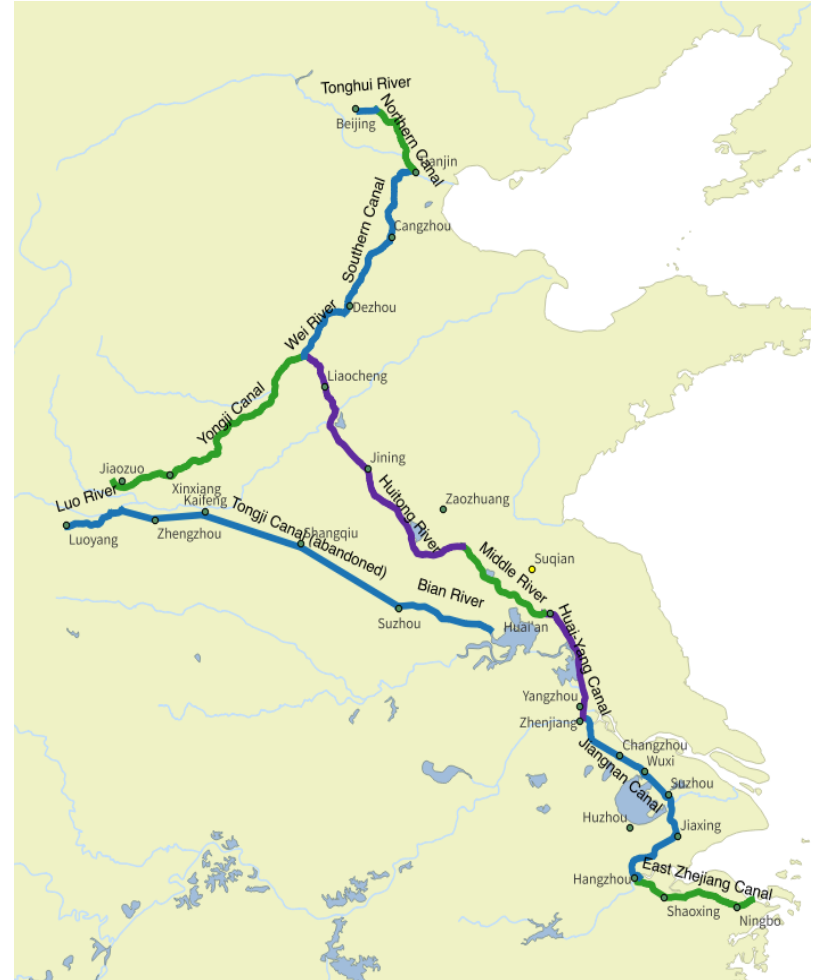 Tonghui River
Beijing
Northern Canal
Tianjin
Southern Canal
Cangzhou
Dezhou
Wei River
Liaocheng
Yongji Canal
Jiaozuo
Jining
Xinxiang
Luo River
Kaifeng
Huitong River
Zaozhuang
Luoyang
Zhengzhou
Tongji Canal (abandoned)
Shangqiu
Middle River
Suqian
Bian River
Suzhou
Huai'an
Huai-Yang Canal
Yangzhou
Zhenjiang
Changzhou
Jiangnan Canal
Wuxi
Suzhou
Huzhou
Jiaxing
Hangzhou
East Zhejiang Canal
Shaoxing
Ningbo